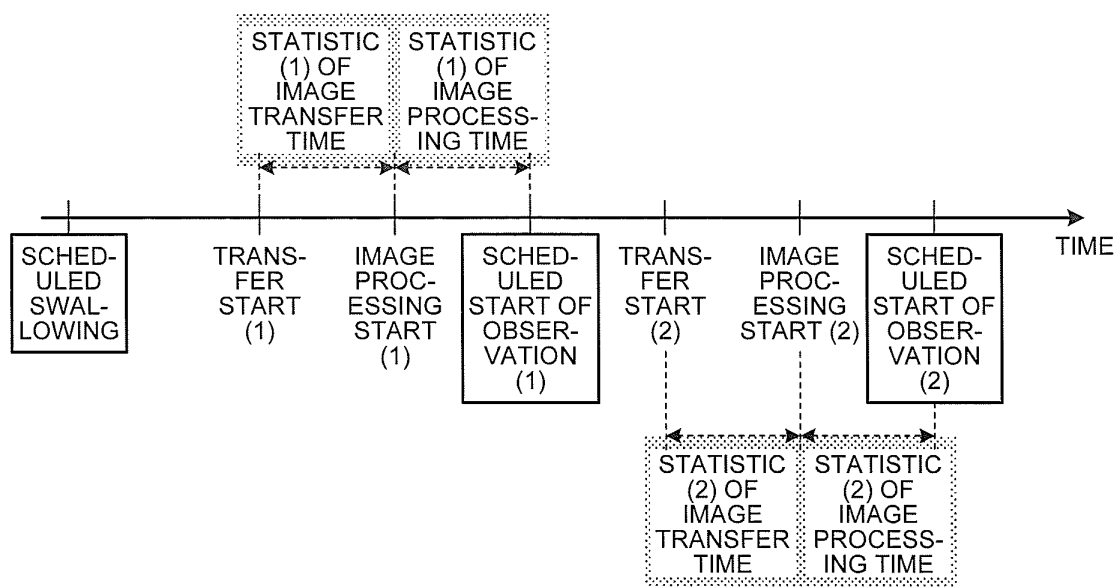 STATISTIC
(1) OF
IMAGE
TRANSFER
TIME
STATISTIC
(1) OF
IMAGE
PROCESS-
ING TIME
TIME
SCHED-
ULED
SWAL-
LOWING
TRANS-
FER
START
(1)
IMAGE
PROC-
ESSING
START
(1)
SCHED-
ULED
START OF
OBSER-
VATION
(1)
TRANS-
FER
START
(2)
IMAGE
PROC-
ESSING
START (2)
SCHED-
ULED
START OF
OBSER-
VATION
(2)
STATISTIC
(2) OF
IMAGE
TRANSFER
TIME
STATISTIC
(2) OF
IMAGE
PROCESS-
ING TIME